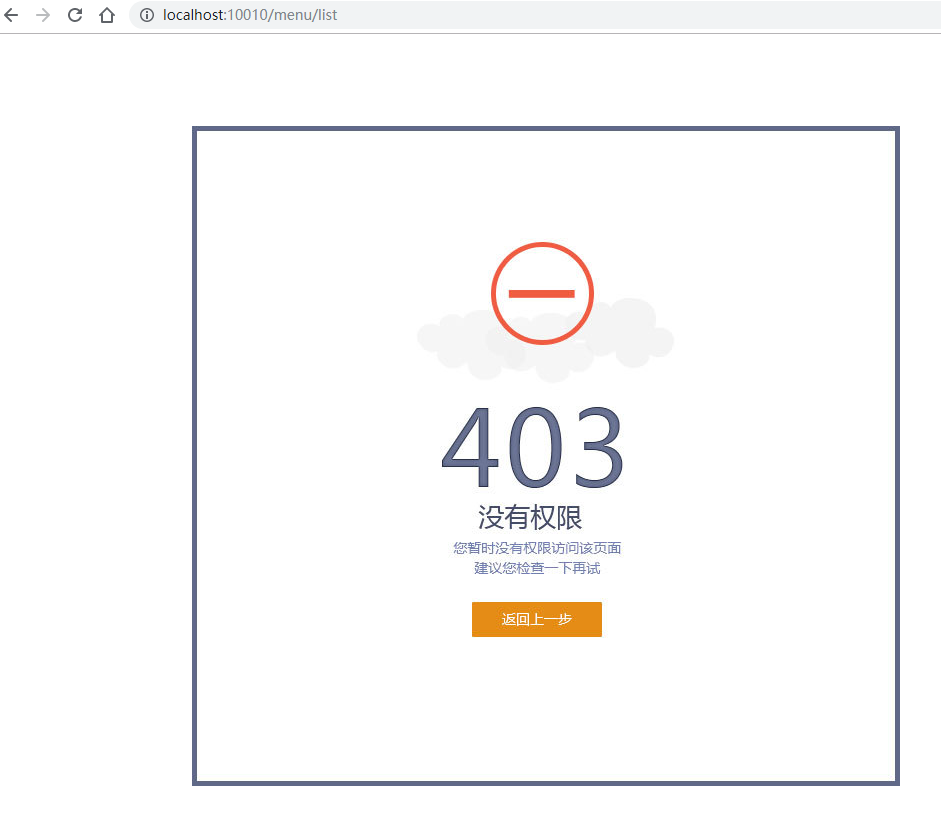 localhost:10010/menu/list
403
没有权限
您暂时没有权限访问该页面
建议您检查一下再试
返回上一步